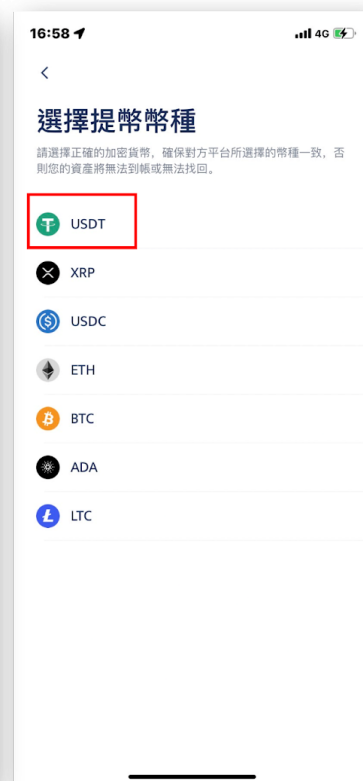 16:58
4G
選擇提幣幣種
請選擇正確的加密貨幣，確保對方平台所選擇的幣種一致，否
則您的資產將無法到帳或無法找回。
USDT
XRP
USDC
ETH
BTC
ADA
LTC